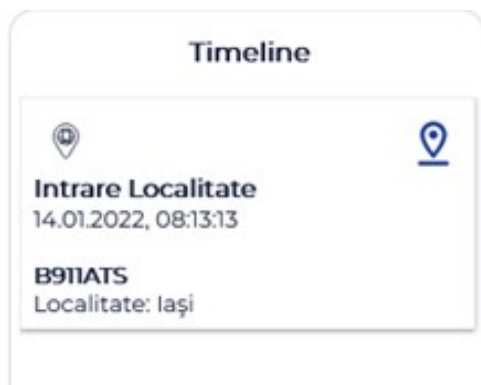 Timeline
Intrare Localitate
14.01.2022, 08:13:13
B911ATS
Localitate: Iași